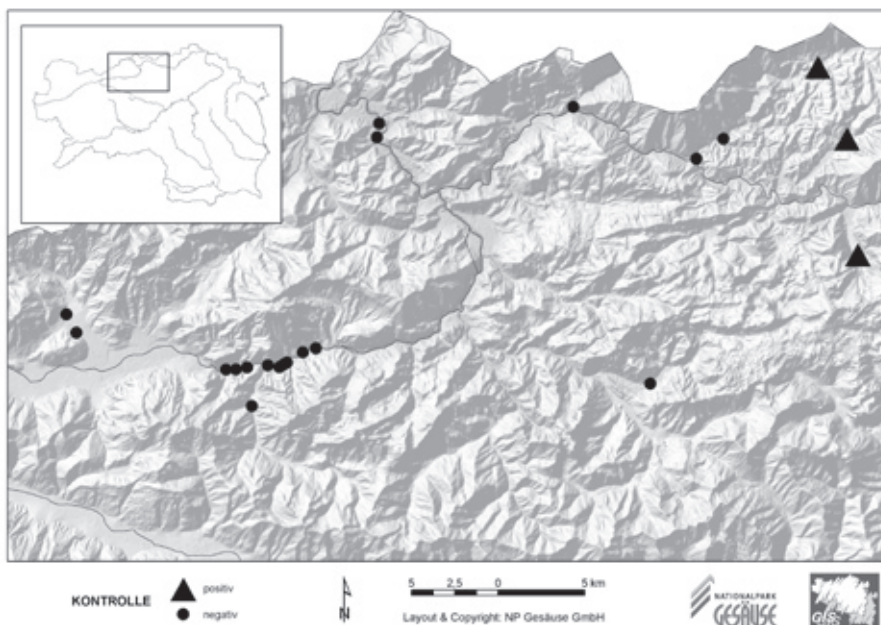 KONTROLLE
positiv
negativ
N
5 2,5 0 5 km
Layout & Copyright: NP Gesäuse GmbH
NATIONALPARK
GESÄUSE
GIS